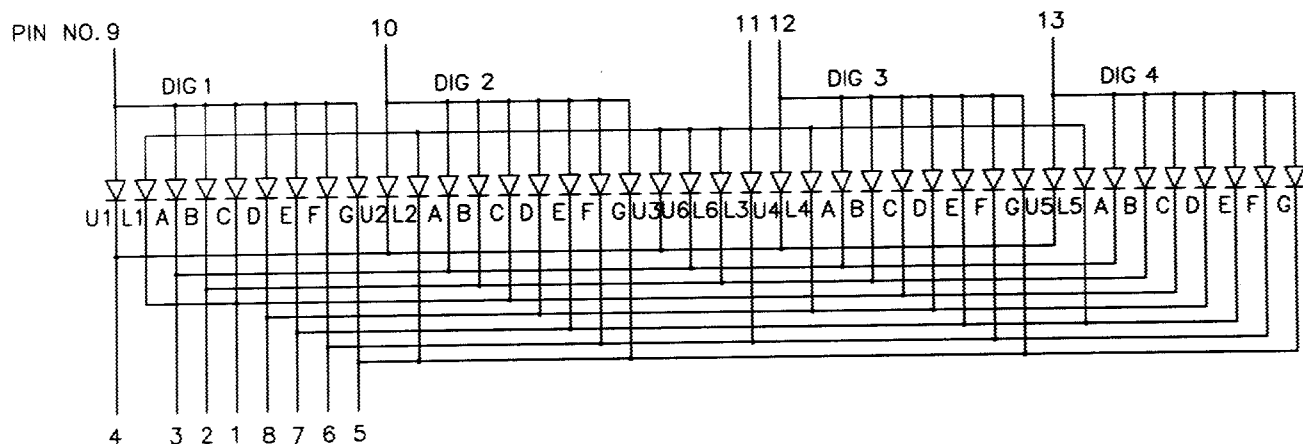 PIN NO. 9 10 11 12 13
DIG 1 DIG 2 DIG 3 DIG 4
U1 L1 A B C D E F G U2 L2 A B C D E F G U3 U6 L6 L3 U4 L4 A B C D E F G U5 L5 A B C D E F G
4 3 2 1 8 7 6 5